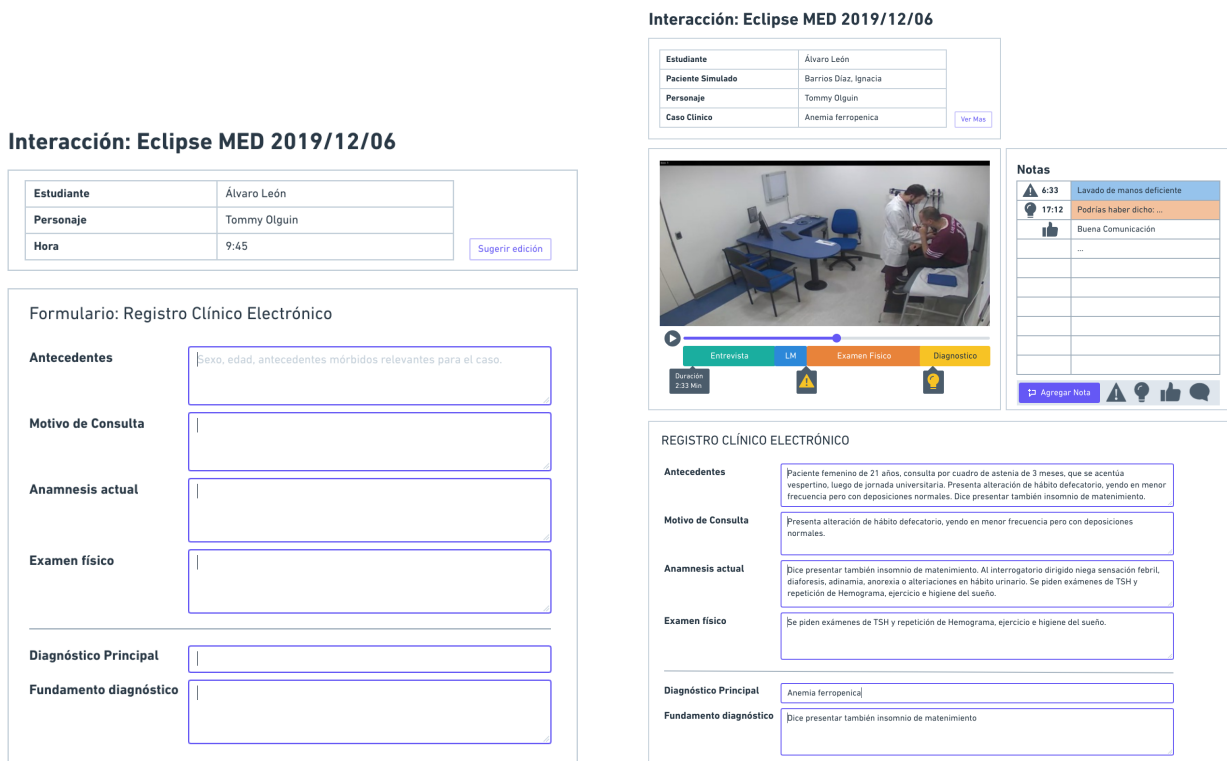 Interacción: Eclipse MED 2019/12/06
Estudiante Álvaro León
Personaje Tommy Olguin
Hora 9:45
Sugerir edición
Formulario: Registro Clínico Electrónico
Antecedentes
Sexo, edad, antecedentes mórbidos relevantes para el caso.
Motivo de Consulta
Anamnesis actual
Examen físico
Diagnóstico Principal
Fundamento diagnóstico
Interacción: Eclipse MED 2019/12/06
Estudiante Álvaro León
Paciente Simulado Barrios Díaz, Ignacia
Personaje Tommy Olguin
Caso Clínico Anemia ferropenica
Ver Mas
Entrevista LM Examen Fisico Diagnostico
Duración
2:33 Min
Notas
6:33 Lavado de manos deficiente
17:12 Podrías haber dicho: ...
Buena Comunicación
...
Agregar Nota
REGISTRO CLÍNICO ELECTRÓNICO
Antecedentes
Paciente femenino de 21 años, consulta por cuadro de astenia de 3 meses, que se acentúa
vespertino, luego de jornada universitaria. Presenta alteración de hábito defecatorio, yendo en menor
frecuencia pero con deposiciones normales. Dice presentar también insomnio de matenimiento.
Motivo de Consulta
Presenta alteración de hábito defecatorio, yendo en menor frecuencia pero con deposiciones
normales.
Anamnesis actual
Dice presentar también insomnio de matenimiento. Al interrogatorio dirigido niega sensación febril,
diaforesis, adinamia, anorexia o alteriaciones en hábito urinario. Se piden exámenes de TSH y
repetición de Hemograma, ejercicio e higiene del sueño.
Examen físico
Se piden exámenes de TSH y repetición de Hemograma, ejercicio e higiene del sueño.
Diagnóstico Principal
Anemia ferropenica
Fundamento diagnóstico
Dice presentar también insomnio de matenimiento